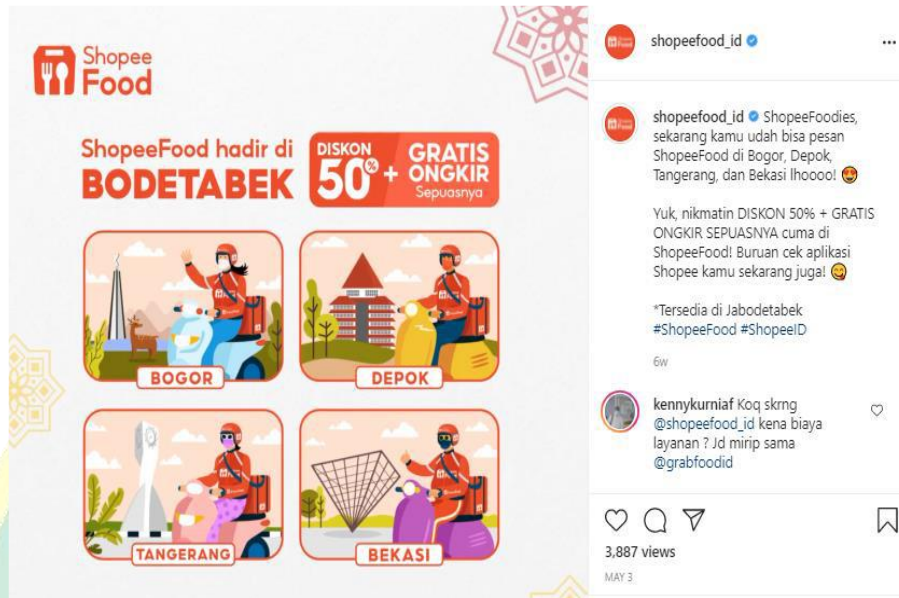 Shopee
Food
ShopeeFood hadir di
BODETABEK
DISKON
50%
+
GRATIS
ONGKIR
Sepuasnya
BOGOR
DEPOK
TANGERANG
BEKASI
shopeefood_id
shopeefood_id ShopeeFoodies,
sekarang kamu udah bisa pesan
ShopeeFood di Bogor, Depok,
Tangerang, dan Bekasi lhoooo! 😍
Yuk, nikmatin DISKON 50% + GRATIS
ONGKIR SEPUASNYA cuma di
ShopeeFood! Buruan cek aplikasi
Shopee kamu sekarang juga! 😋
*Tersedia di Jabodetabek
#ShopeeFood #ShopeeID
6w
kennykurniaf Koq skrng
@shopeefood_id kena biaya
layanan ? Jd mirip sama
@grabfoodid
3,887 views
MAY 3